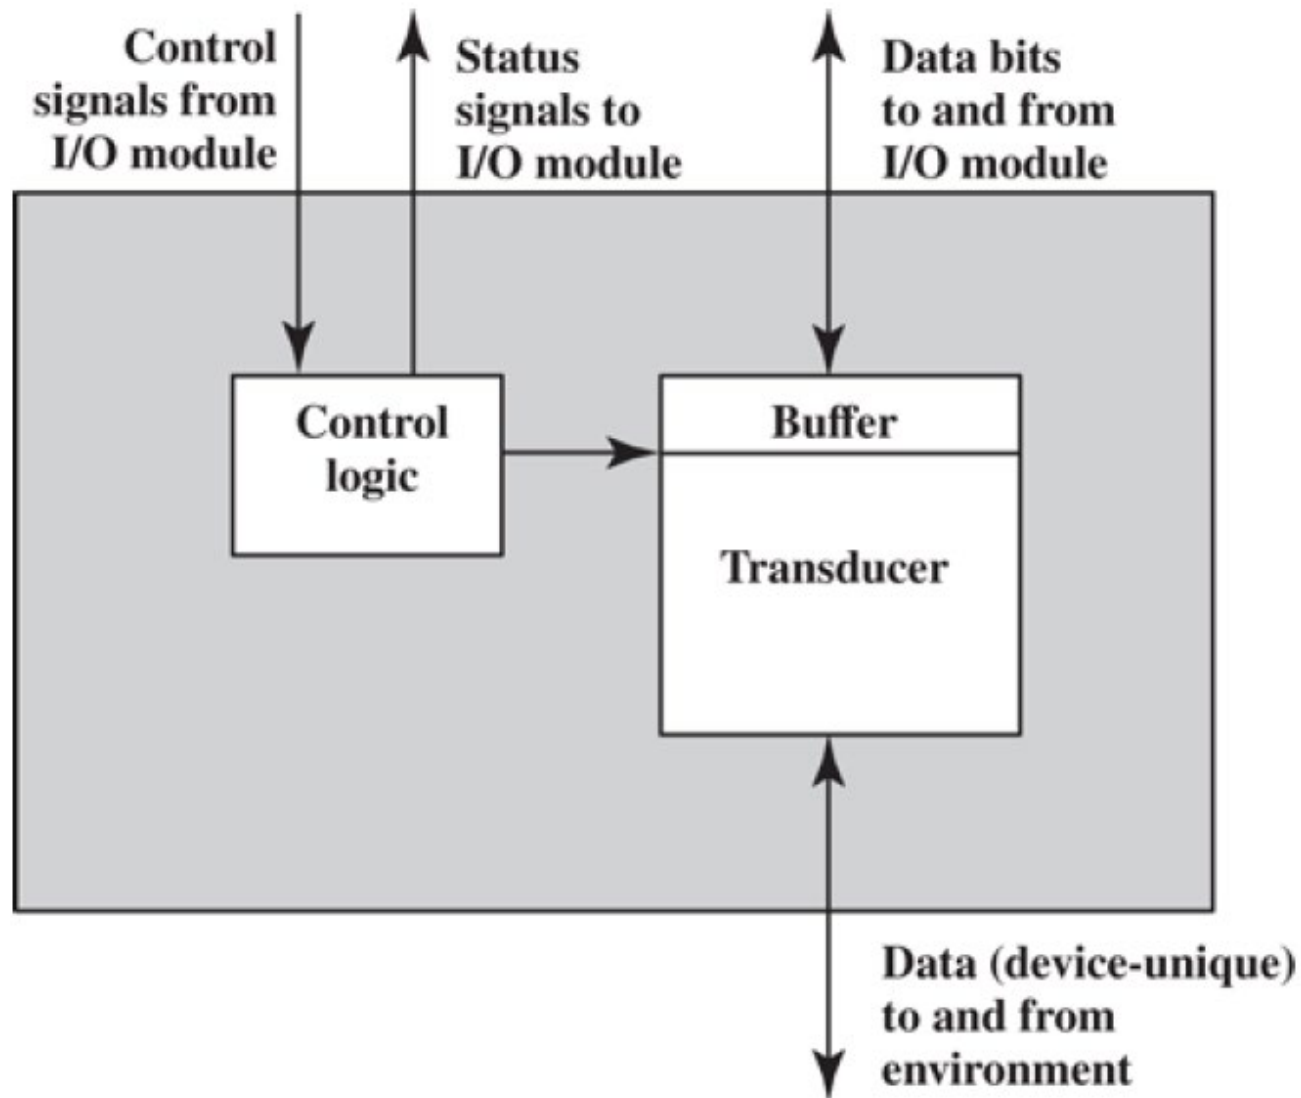 Control
signals from
I/O module
Status
signals to
I/O module
Data bits
to and from
I/O module
Control
logic
Buffer
Transducer
Data (device-unique)
to and from
environment